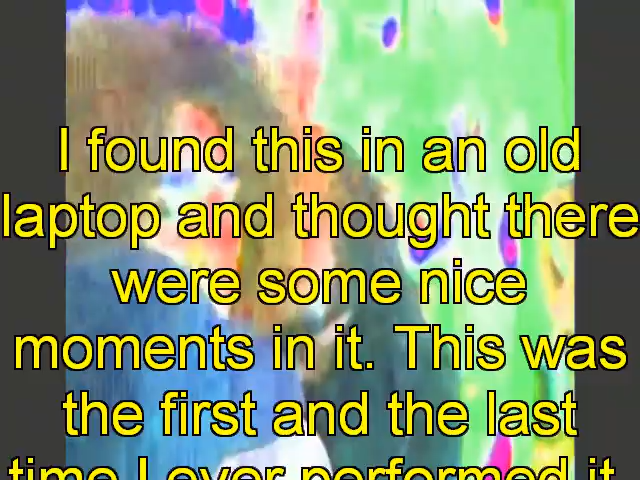 I found this in an old
laptop and thought there
were some nice
moments in it. This was
the first and the last
time I ever performed it.